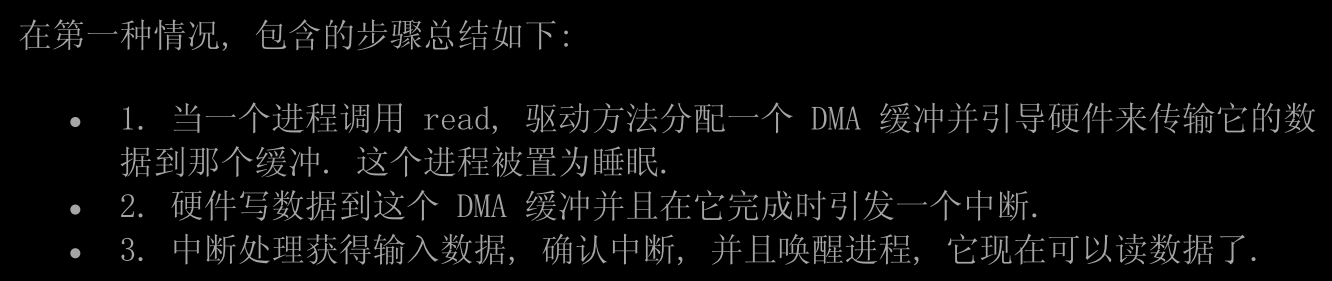 在第一种情况, 包含的步骤总结如下:
• 1. 当一个进程调用 read, 驱动方法分配一个 DMA 缓冲并引导硬件来传输它的数
据到那个缓冲. 这个进程被置为睡眠.
• 2. 硬件写数据到这个 DMA 缓冲并且在它完成时引发一个中断.
• 3. 中断处理获得输入数据, 确认中断, 并且唤醒进程, 它现在可以读数据了.